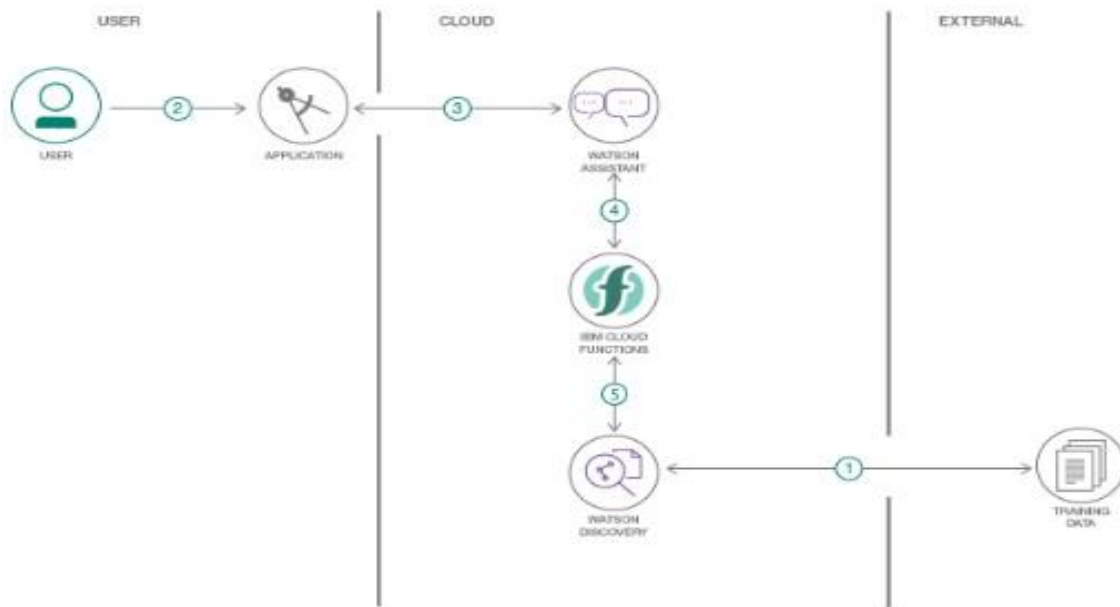 USER
CLOUD
EXTERNAL
2
3
USER
APPLICATION
WATSON
ASSISTANT
4
IBM CLOUD
FUNCTIONS
5
1
WATSON
DISCOVERY
TRAINING
DATA